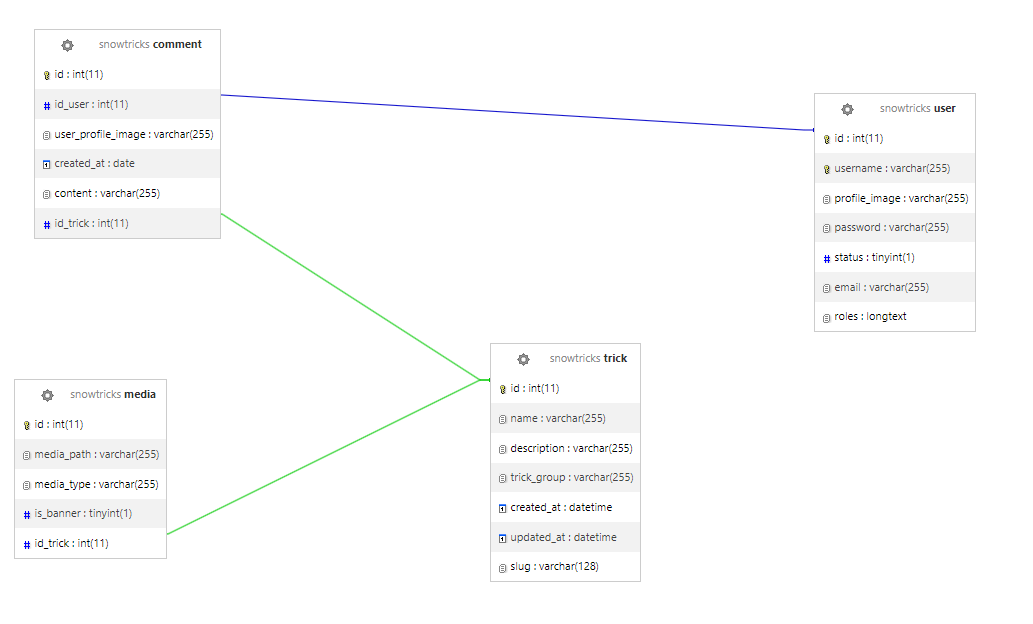 snowtricks comment
id : int(11)
id_user : int(11)
user_profile_image : varchar(255)
created_at : date
content : varchar(255)
id_trick : int(11)
snowtricks user
id : int(11)
username : varchar(255)
profile_image : varchar(255)
password : varchar(255)
status : tinyint(1)
email : varchar(255)
roles : longtext
snowtricks trick
id : int(11)
name : varchar(255)
description : varchar(255)
trick_group : varchar(255)
created_at : datetime
updated_at : datetime
slug : varchar(128)
snowtricks media
id : int(11)
media_path : varchar(255)
media_type : varchar(255)
is_banner : tinyint(1)
id_trick : int(11)